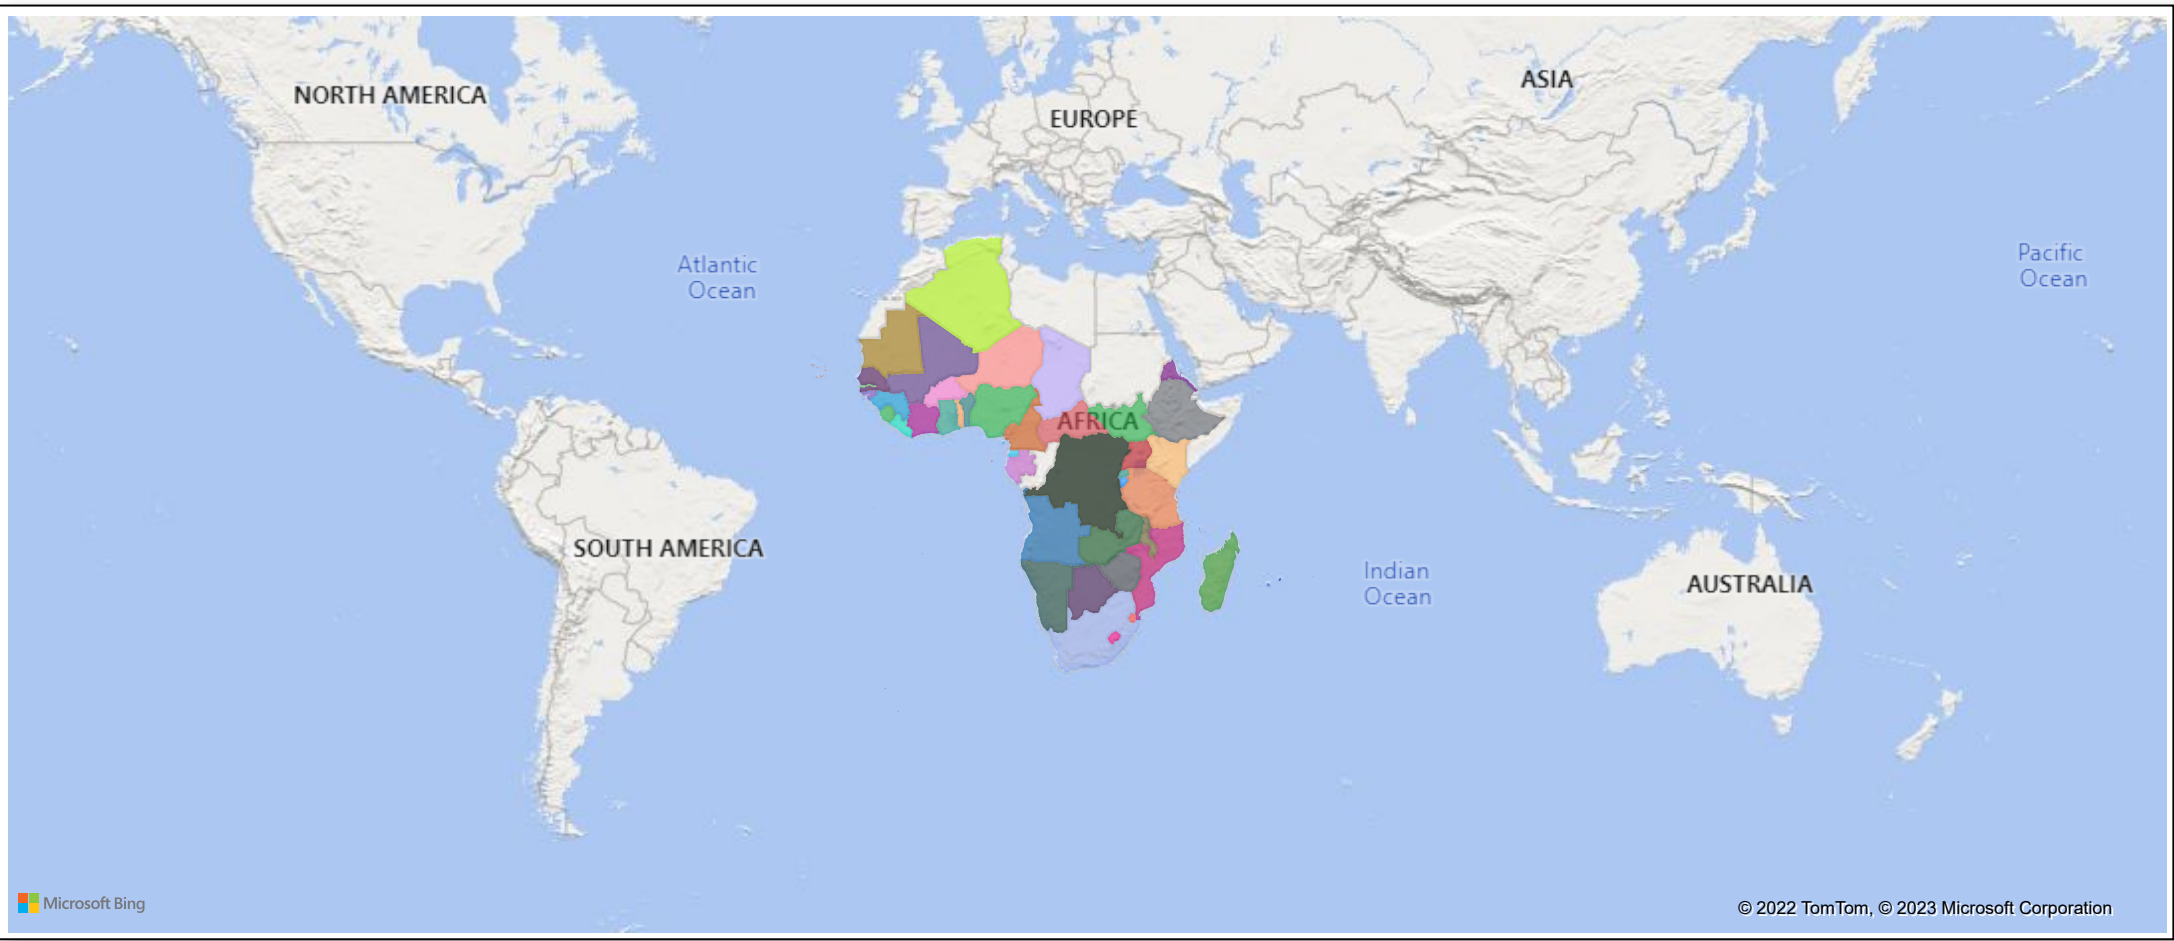 NORTH AMERICA
ASIA
EUROPE
Atlantic
Ocean
Pacific
Ocean
AFRICA
SOUTH AMERICA
Indian
Ocean
AUSTRALIA
Microsoft Bing
© 2022 TomTom, © 2023 Microsoft Corporation